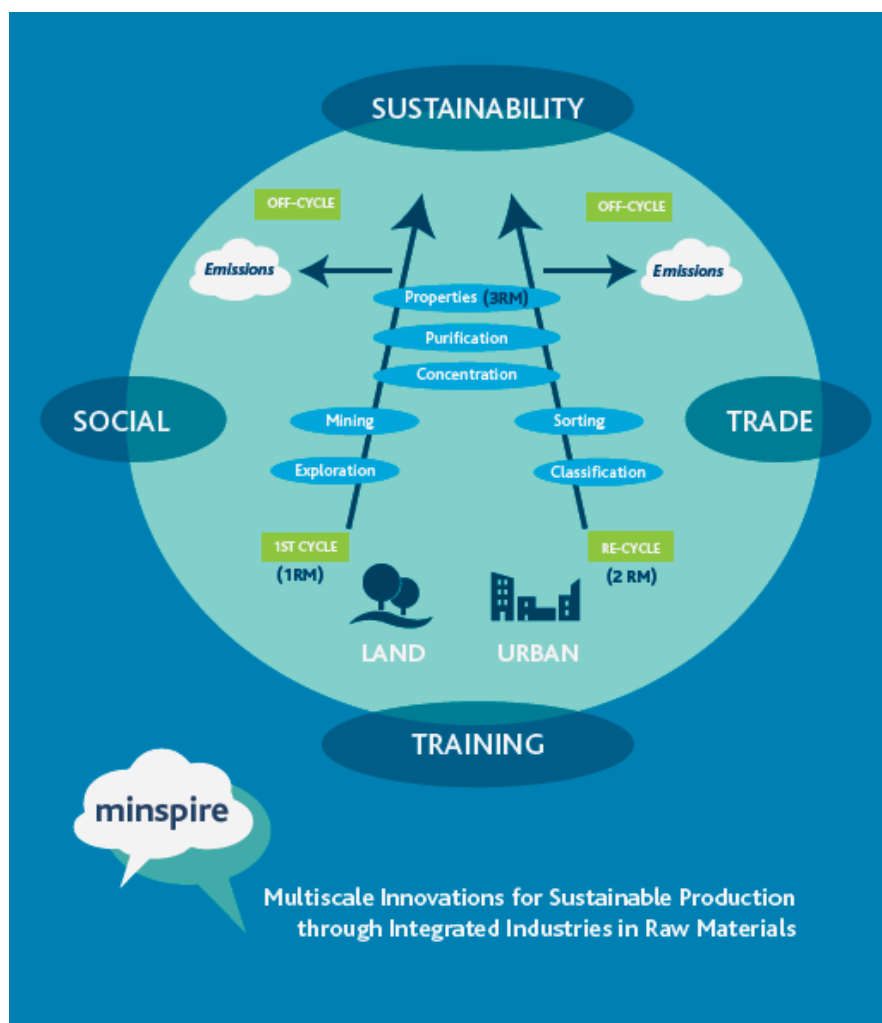 SUSTAINABILITY
OFF-CYCLE
OFF-CYCLE
Emissions
Emissions
Properties (3RM)
Purification
Concentration
SOCIAL
Mining
Sorting
TRADE
Exploration
Classification
1ST CYCLE
RE-CYCLE
(1RM)
(2 RM)
LAND
URBAN
TRAINING
minspire
Multiscale Innovations for Sustainable Production
through Integrated Industries in Raw Materials